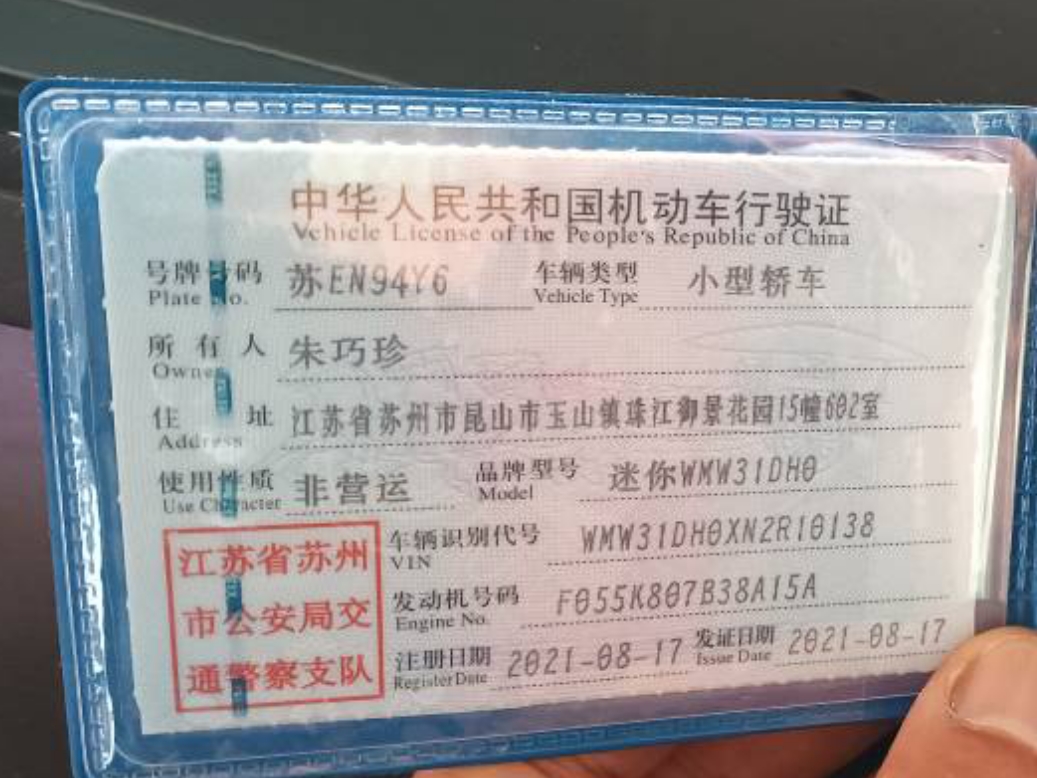 中华人民共和国机动车行驶证
Vehicle License of the People's Republic of China
号牌号码 苏EN94Y6 车辆类型 小型轿车
Plate No. Vehicle Type
所有人 朱巧珍
Owner
住址 江苏省苏州市昆山市玉山镇珠江御景花园15幢602室
Address
使用性质 非营运 品牌型号 迷你WMW31DH0
Use Character Model
江苏省苏州 车辆识别代号 WMW31DH0XN2R10138
VIN
市公安局交 发动机号码 F055K807B38A15A
Engine No.
通警察支队 注册日期 2021-08-17 发证日期 2021-08-17
Register Date Issue Date